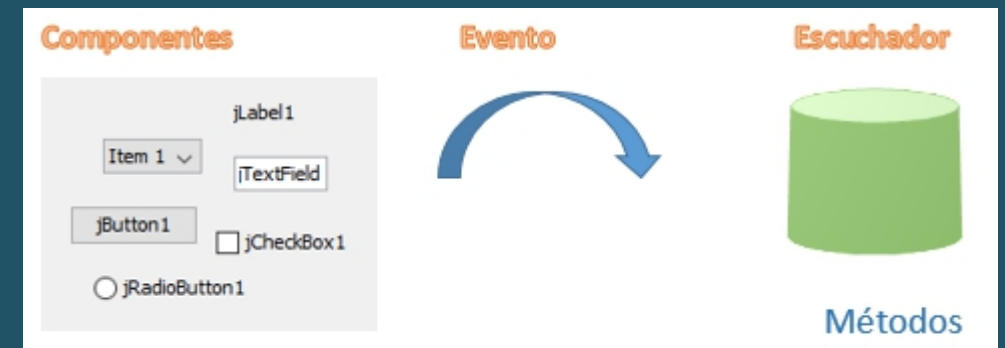 Componentes
Evento
Escuchador
jLabel1
Item 1
jTextField
jButton1
jCheckBox1
jRadioButton1
Métodos